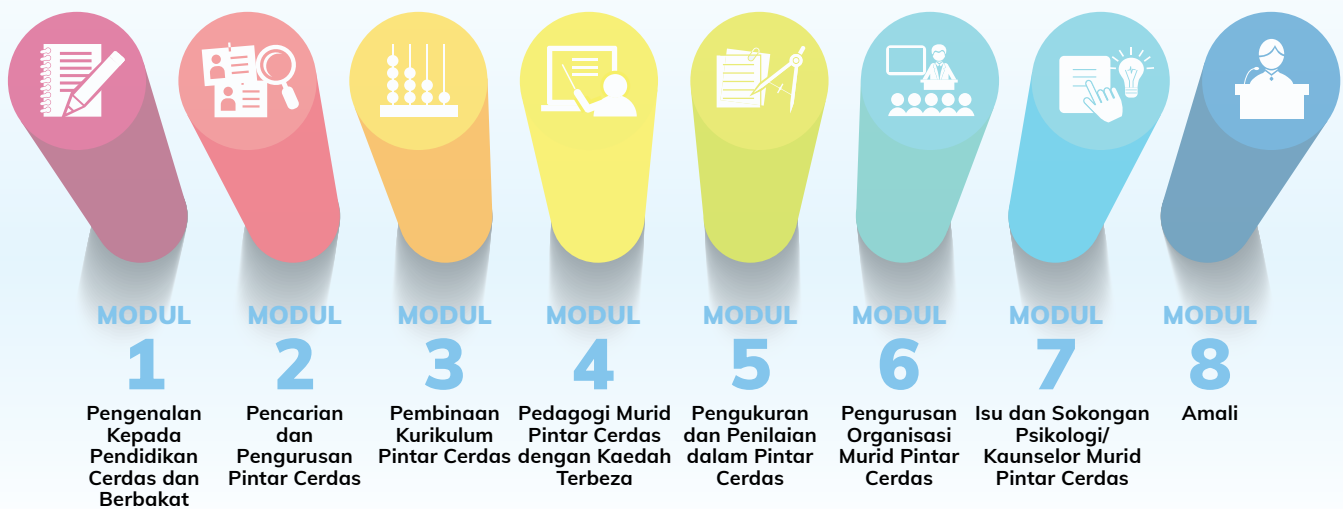 MODUL
1
Pengenalan
Kepada
Pendidikan
Cerdas dan
Berbakat
MODUL
2
Pencarian
dan
Pengurusan
Pintar Cerdas
MODUL
3
Pembinaan
Kurikulum
Pintar Cerdas
MODUL
4
Pedagogi Murid
Pintar Cerdas
dengan Kaedah
Terbeza
MODUL
5
Pengukuran
dan Penilaian
dalam Pintar
Cerdas
MODUL
6
Pengurusan
Organisasi
Murid Pintar
Cerdas
MODUL
7
Isu dan Sokongan
Psikologi/
Kaunselor Murid
Pintar Cerdas
MODUL
8
Amali